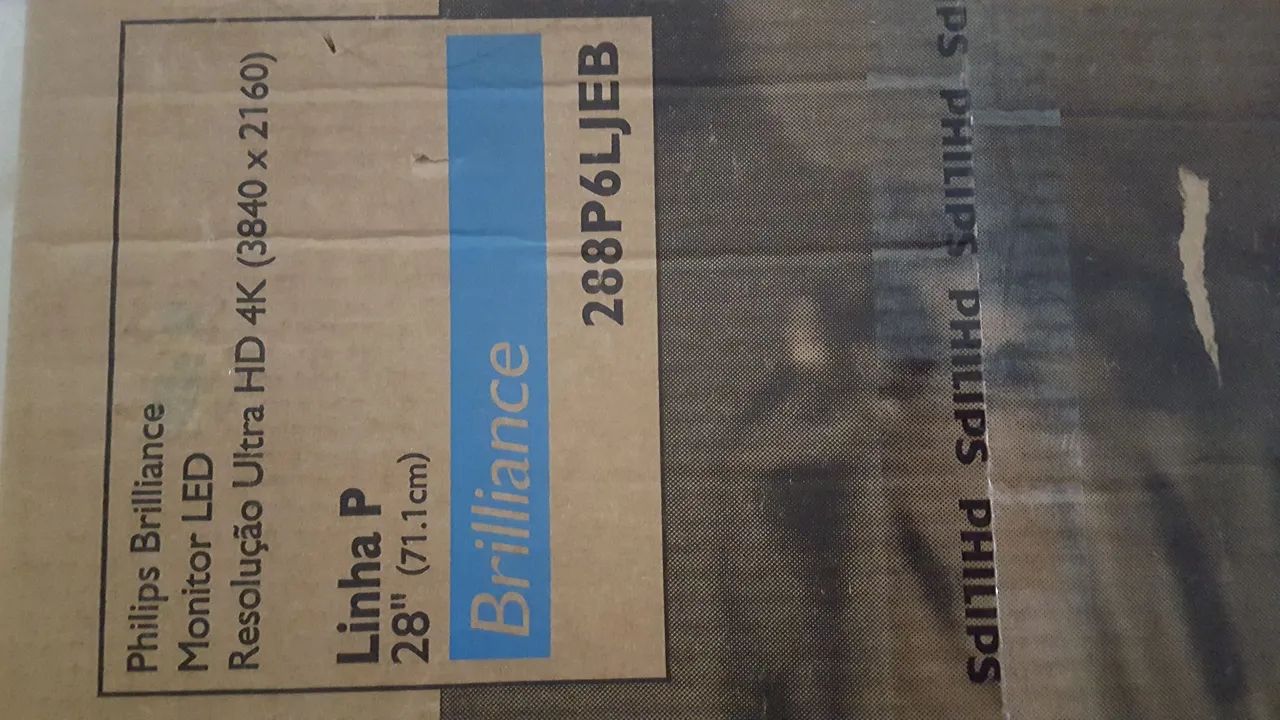 Philips Brilliance
Monitor LED
Resolução Ultra HD 4K (3840 x 2160)
Linha P
28" (71.1cm)
Brilliance
288P6LJEB
PHILIPS PHILIPS PHILIPS PS